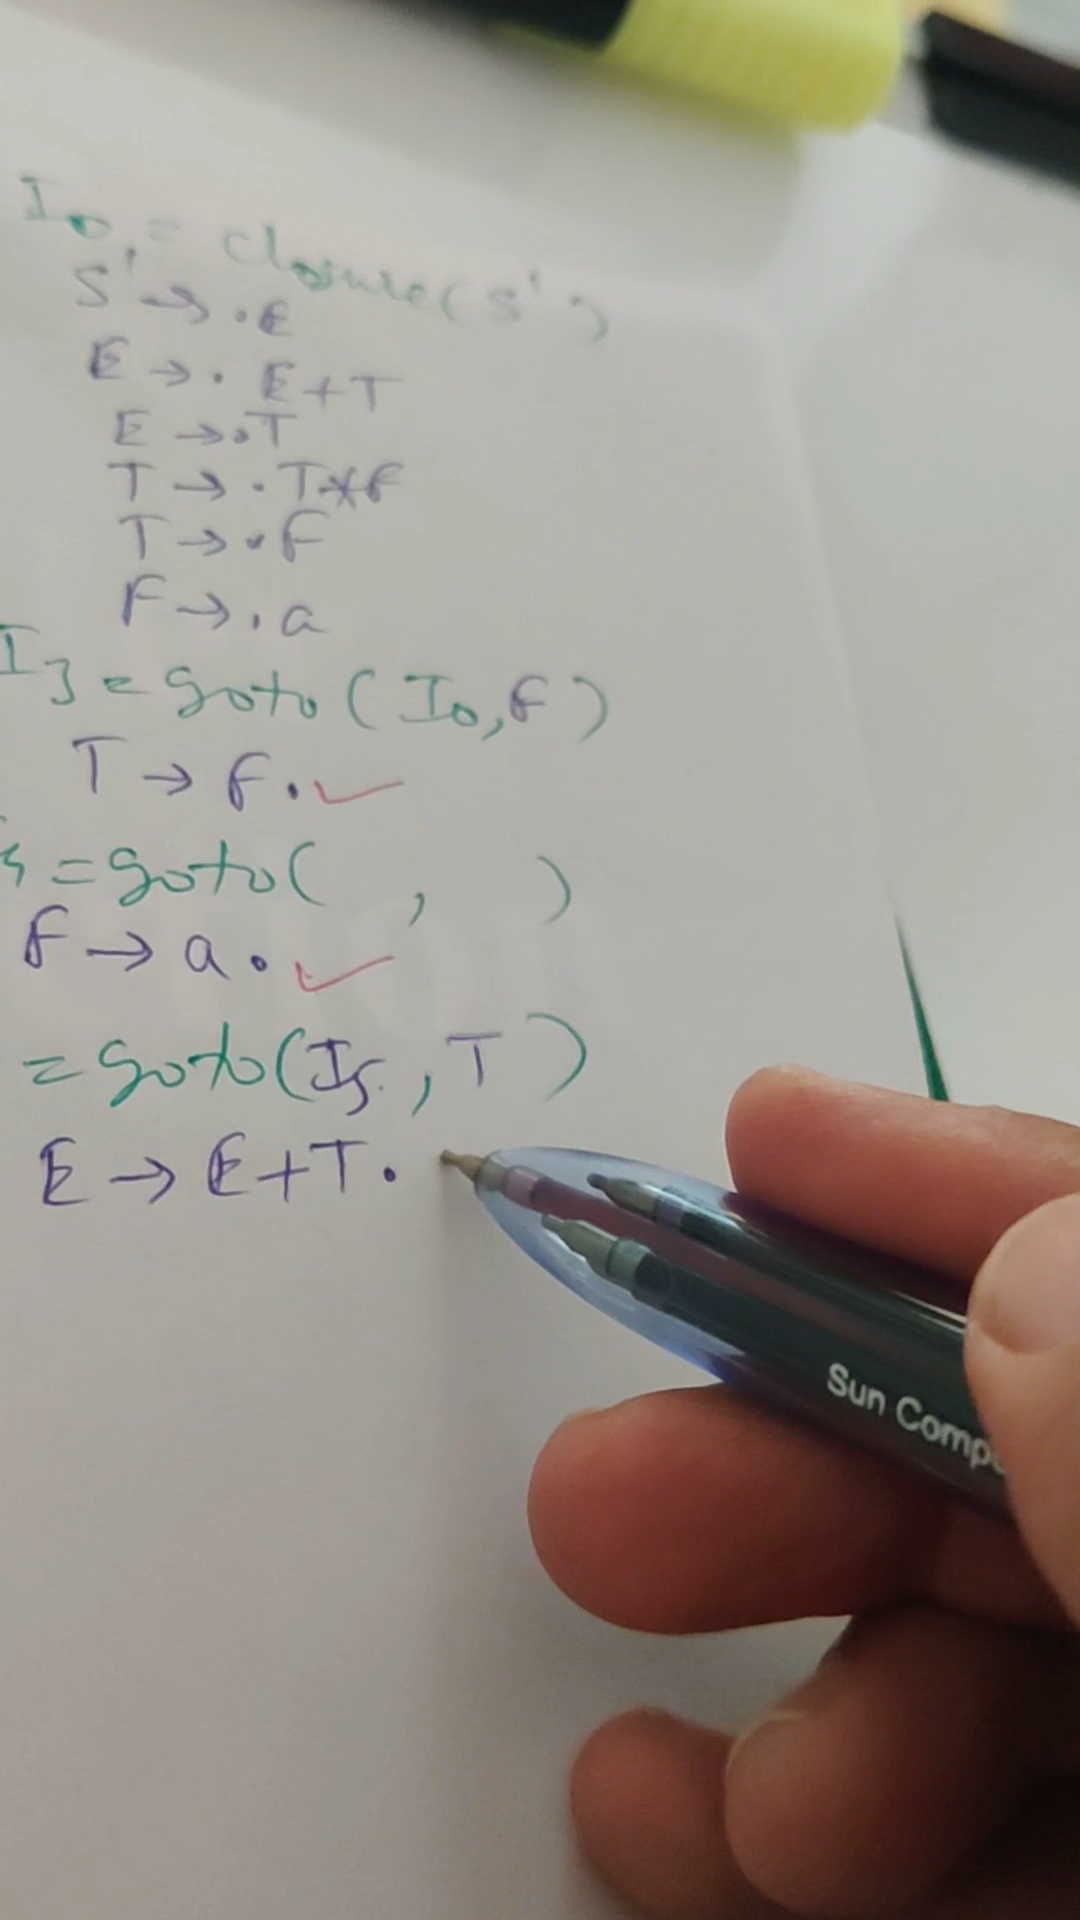 I0 = closure(S')
S' → .E
E → . E+T
E → .T
T → . T*F
T → .F
F → .a
I3 = goto(I0, F)
T → F. ✓
= goto( , )
F → a. ✓
= goto(I5, T)
E → E+T.
Sun Comp